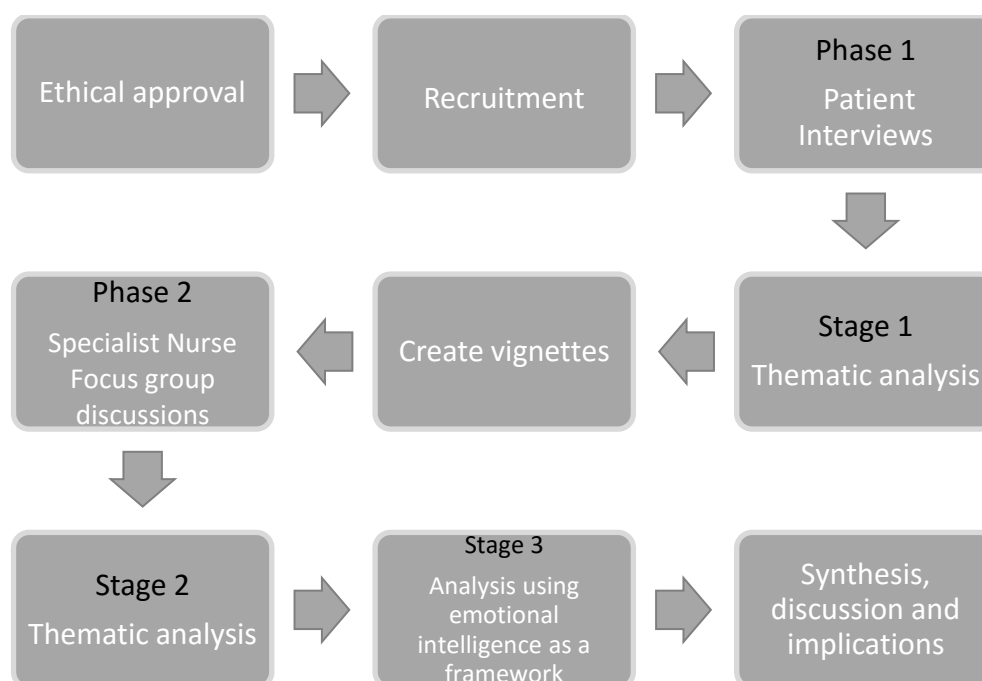 Ethical approval
Recruitment
Phase 1
Patient
Interviews
Stage 1
Thematic analysis
Create vignettes
Phase 2
Specialist Nurse
Focus group
discussions
Stage 2
Thematic analysis
Stage 3
Analysis using
emotional
intelligence as a
framework
Synthesis,
discussion and
implications